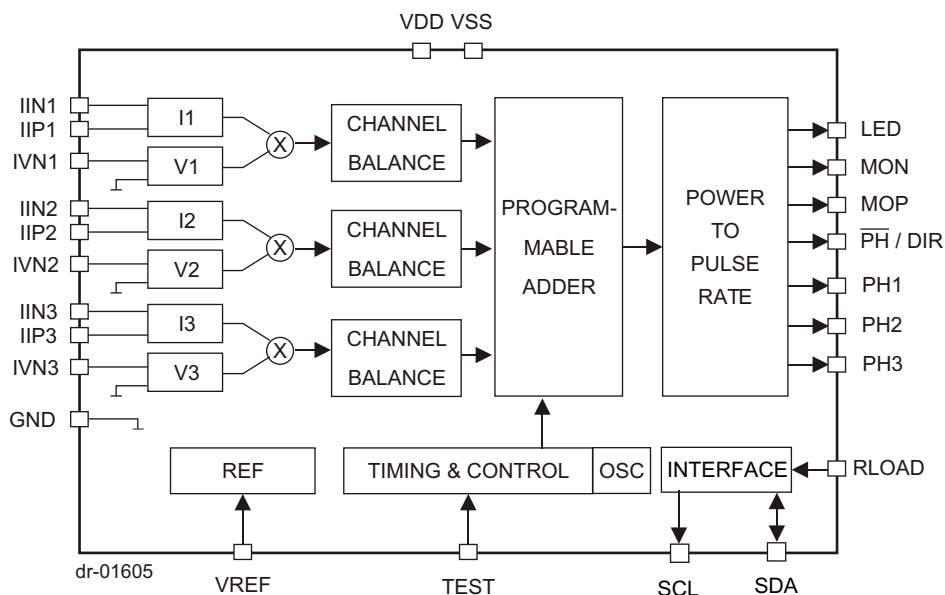 VDD VSS
IIN1
IIP1
IVN1
I1
V1
X
CHANNEL
BALANCE
IIN2
IIP2
IVN2
I2
V2
X
CHANNEL
BALANCE
IIN3
IIP3
IVN3
I3
V3
X
CHANNEL
BALANCE
GND
PROGRAM-
MABLE
ADDER
POWER
TO
PULSE
RATE
LED
MON
MOP
PH / DIR
PH1
PH2
PH3
REF
TIMING & CONTROL
OSC
INTERFACE
RLOAD
dr-01605
VREF
TEST
SCL
SDA